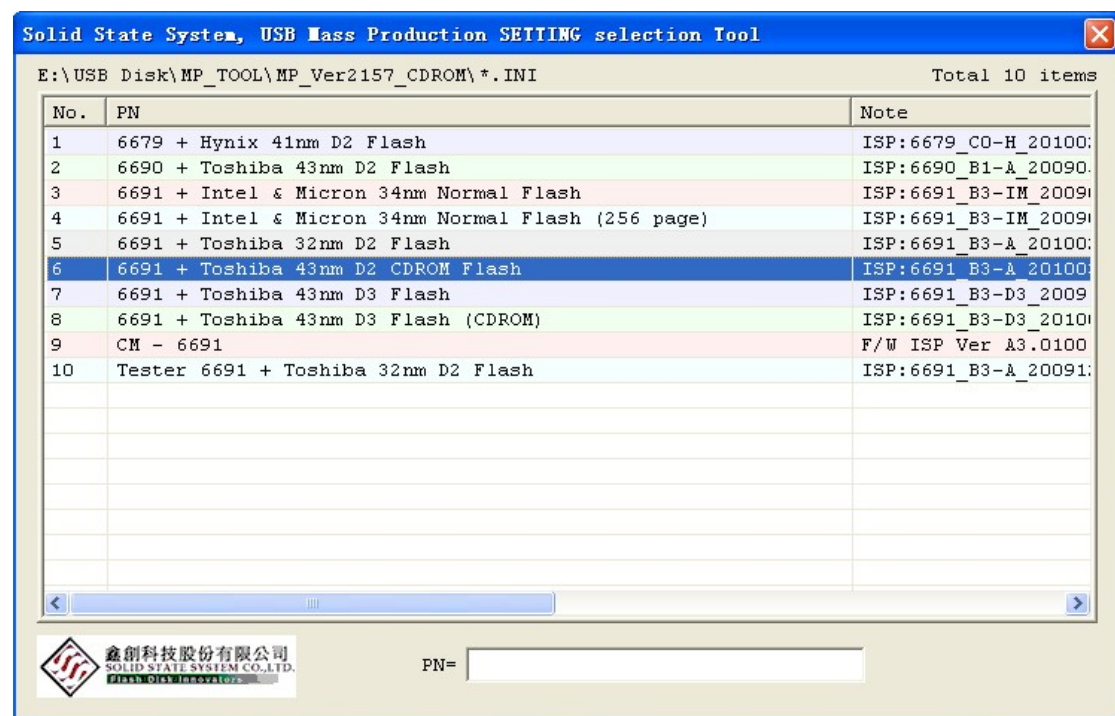 Solid State System, USB Mass Production SETTING selection Tool
E:\USB Disk\MP_TOOL\MP_Ver2157_CDROM\*.INI Total 10 items
No. PN Note
1 6679 + Hynix 41nm D2 Flash ISP:6679_C0-H_20100
2 6690 + Toshiba 43nm D2 Flash ISP:6690_B1-A_20090
3 6691 + Intel & Micron 34nm Normal Flash ISP:6691_B3-IM_2009
4 6691 + Intel & Micron 34nm Normal Flash (256 page) ISP:6691_B3-IM_2009
5 6691 + Toshiba 32nm D2 Flash ISP:6691_B3-A_20100
6 6691 + Toshiba 43nm D2 CDROM Flash ISP:6691_B3-A_20100
7 6691 + Toshiba 43nm D3 Flash ISP:6691_B3-D3_2009
8 6691 + Toshiba 43nm D3 Flash (CDROM) ISP:6691_B3-D3_2010
9 CM - 6691 F/W ISP Ver A3.0100
10 Tester 6691 + Toshiba 32nm D2 Flash ISP:6691_B3-A_20091
鑫創科技股份有限公司
SOLID STATE SYSTEM CO.,LTD.
Flash Disk Innovators
PN=